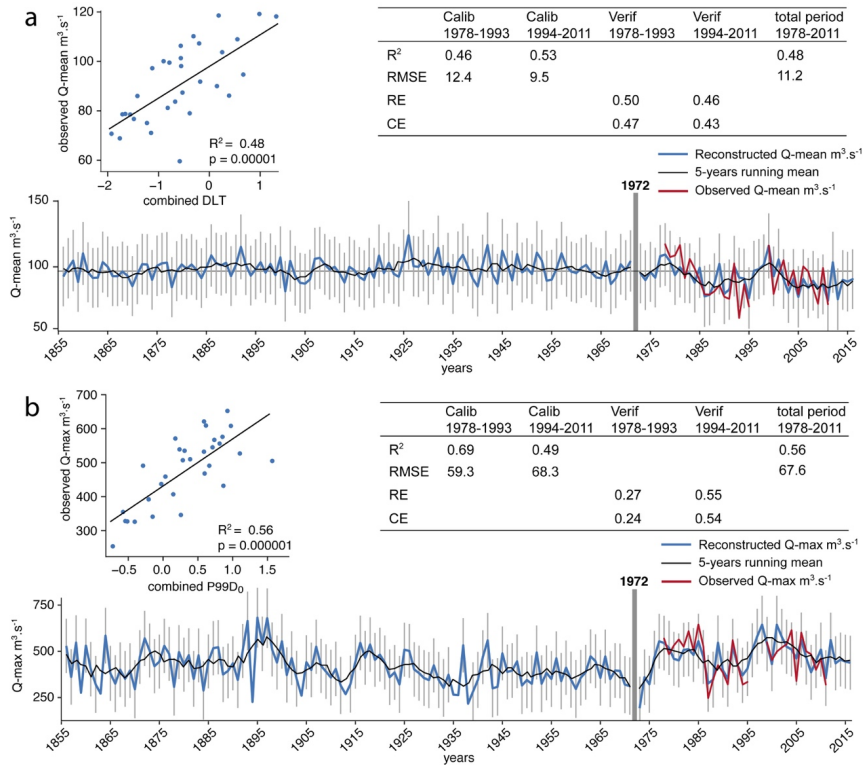 a
120
100
80
60
observed Q-mean m³.s⁻¹
R² = 0.48
p = 0.00001
−2 −1 0 1
combined DLT
Calib Calib Verif Verif total period
1978-1993 1994-2011 1978-1993 1994-2011 1978-2011
R² 0.46 0.53 0.48
RMSE 12.4 9.5 11.2
RE 0.50 0.46
CE 0.47 0.43
Reconstructed Q-mean m³.s⁻¹
5-years running mean
Observed Q-mean m³.s⁻¹
1972
150
100
50
Q-mean m³·s⁻¹
1855 1865 1875 1885 1895 1905 1915 1925 1935 1945 1955 1965 1975 1985 1995 2005 2015
years
b
700
600
500
400
300
observed Q-max m³·s⁻¹
R² = 0.56
p = 0.000001
−0.5 0.0 0.5 1.0 1.5
combined P99D₀
Calib Calib Verif Verif total period
1978-1993 1994-2011 1978-1993 1994-2011 1978-2011
R² 0.69 0.49 0.56
RMSE 59.3 68.3 67.6
RE 0.27 0.55
CE 0.24 0.54
Reconstructed Q-max m³.s⁻¹
5-years running mean
Observed Q-max m³.s⁻¹
1972
750
500
250
Q-max m³.s⁻¹
1855 1865 1875 1885 1895 1905 1915 1925 1935 1945 1955 1965 1975 1985 1995 2005 2015
years